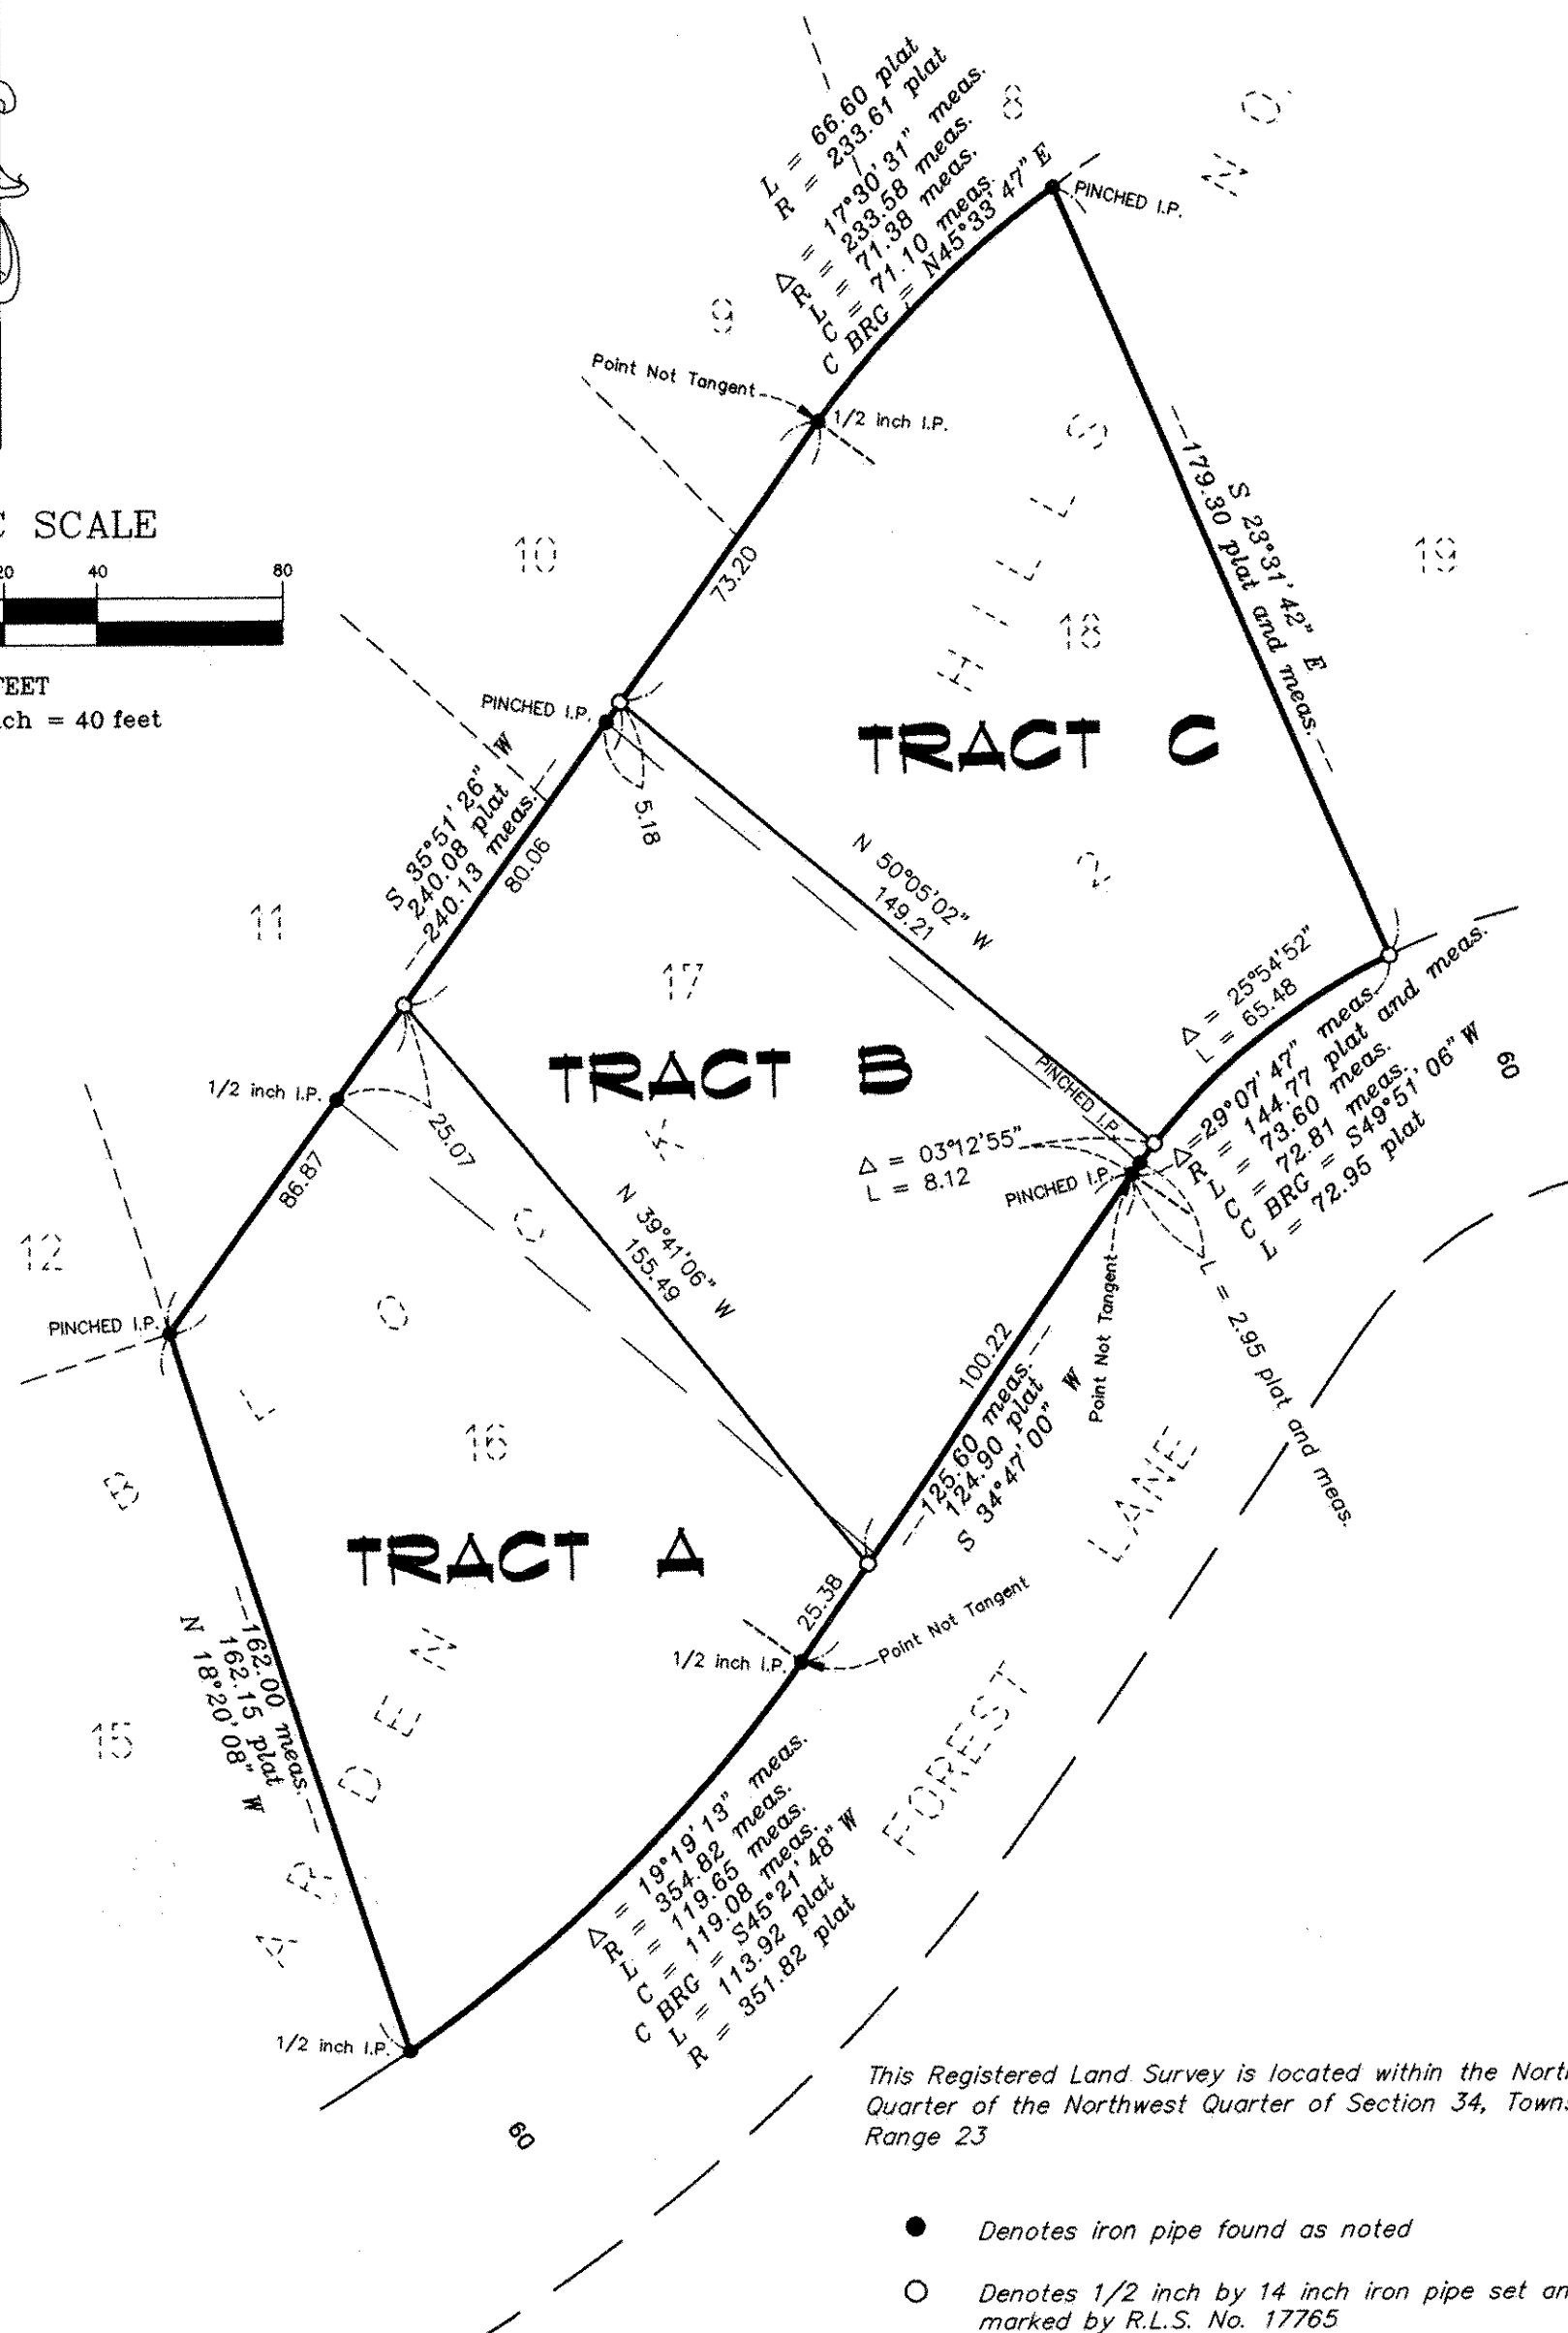 L = 66.60 plat
R = 233.61 plat
Δ = 17°30'31" meas.
R = 233.58 meas.
L = 71.38 meas.
C = 71.10 meas.
C BRG = N45°33'47" E
8
O
N
PINCHED I.P.
9
Point Not Tangent
1/2 inch I.P.
SCALE
20 40 80
10
73.20
S
L
L
I
H
S 23°31'42" E
179.30 plat and meas.
19
18
FEET
= 40 feet
PINCHED I.P.
TRACT C
5.18
S 35°51'26" W
240.08 plat
240.13 meas.
80.06
N 50°05'02" W
149.21
2
11
17
Δ = 25°54'52"
L = 65.48
TRACT B
PINCHED I.P.
Δ=29°07'47" meas.
R = 144.77 plat and meas.
L = 73.60 meas.
C = 72.81 meas.
C BRG = S49°51'06" W
L = 72.95 plat
60
1/2 inch I.P.
25.07
K
Δ = 03°12'55"
L = 8.12
PINCHED I.P.
86.87
N 39°41'06" W
155.49
C
12
O
L = 2.95 plat and meas.
Point Not Tangent
PINCHED I.P.
100.22
125.60 meas.
124.90 plat
S 34°47'00" W
L
16
B
LANE
TRACT A
25.38
Point Not Tangent
1/2 inch I.P.
162.00 meas.
162.15 plat
N 18°20'08" W
N
E
D
R
A
15
FOREST
Δ = 19°19'13" meas.
R = 354.82 meas.
L = 119.65 meas.
C = 119.08 meas.
C BRG = S45°21'48" W
L = 113.92 plat
R = 351.82 plat
1/2 inch I.P.
60
This Registered Land Survey is located within the
Quarter of the Northwest Quarter of Section 34,
Range 23
Denotes iron pipe found as noted
Denotes 1/2 inch by 14 inch iron pipe set
marked by R.L.S. No. 17765